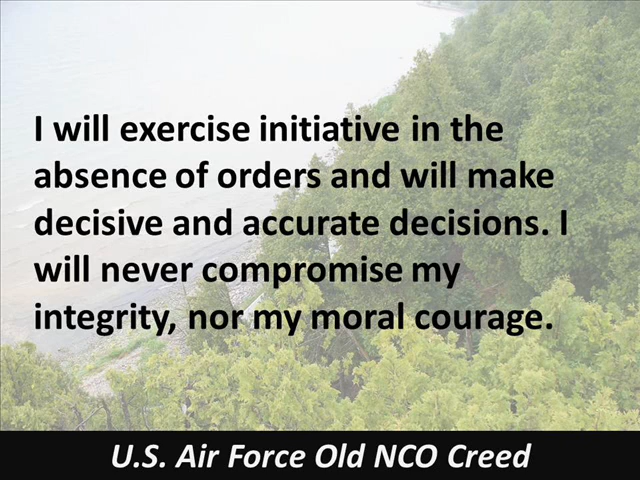 I will exercise initiative in the
absence of orders and will make
decisive and accurate decisions. I
will never compromise my
integrity, nor my moral courage.
U.S. Air Force Old NCO Creed